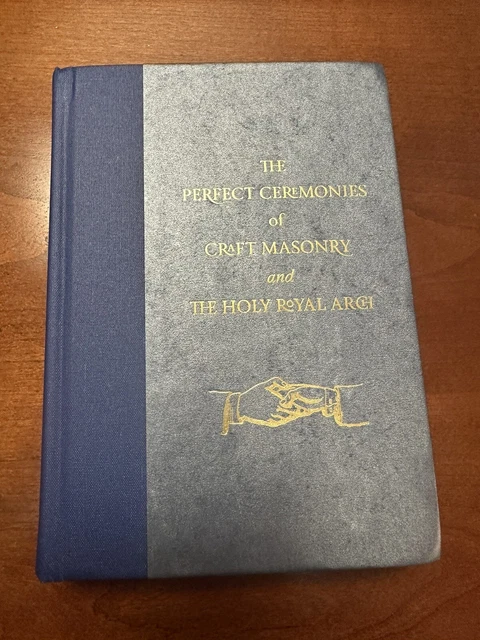 THE
PERFECT CEREMONIES
of
CRAFT MASONRY
and
THE HOLY ROYAL ARCH